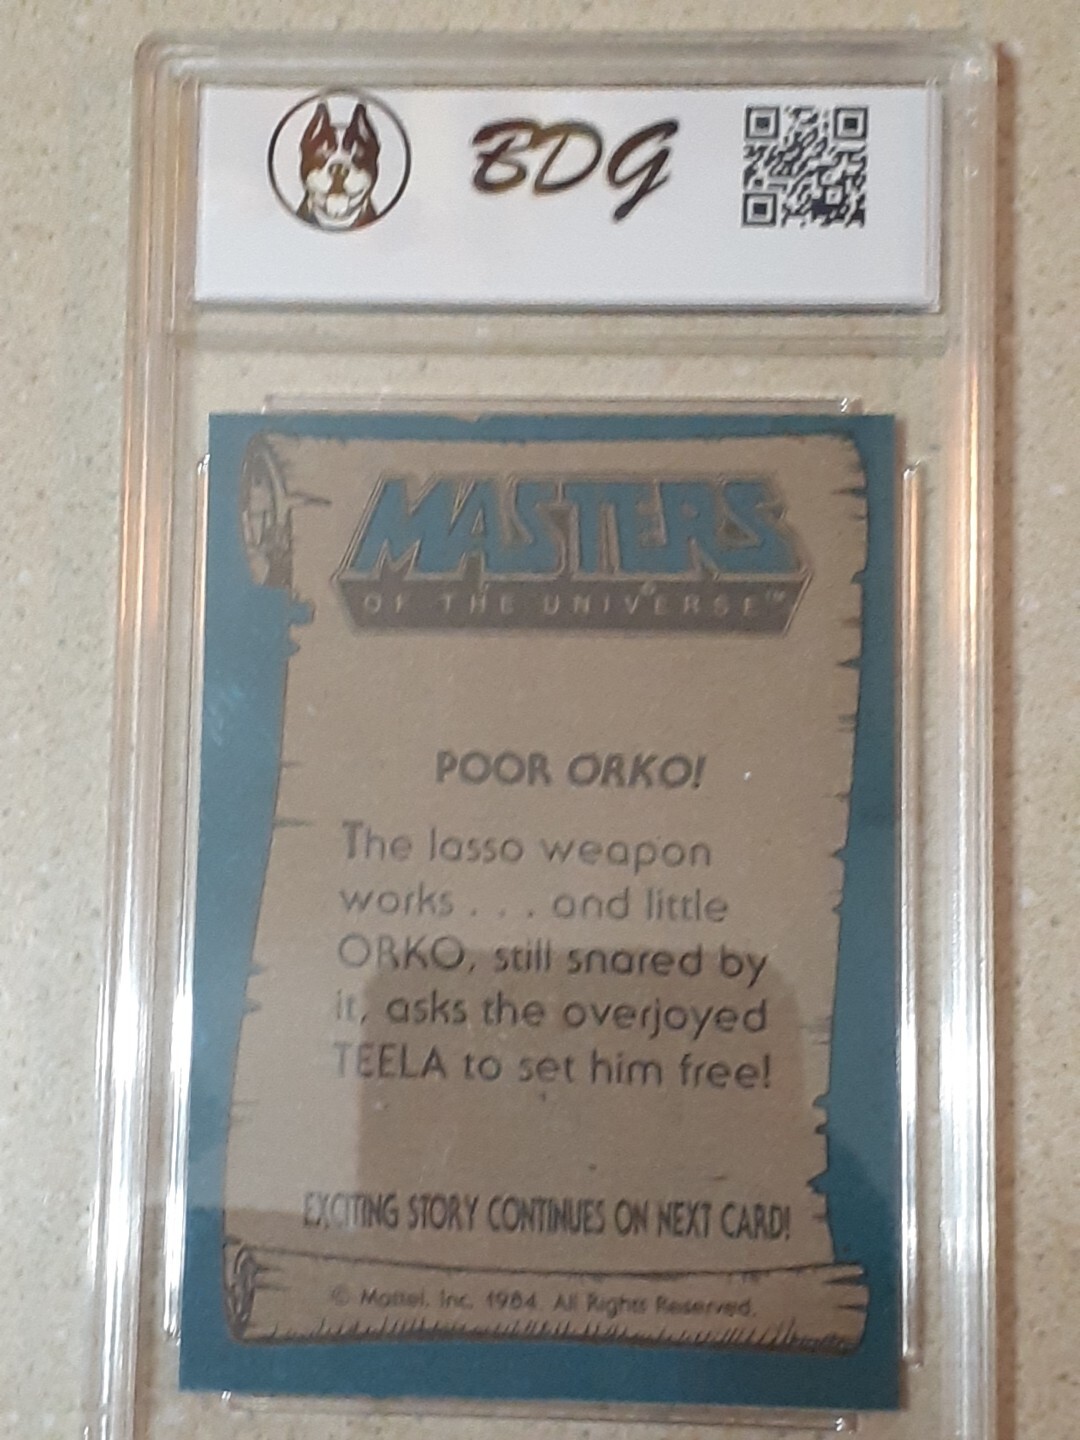 BDG
MASTERS
OF THE UNIVERSE™
POOR ORKO!
The lasso weapon
works . . . and little
ORKO, still snared by
it, asks the overjoyed
TEELA to set him free!
EXCITING STORY CONTINUES ON NEXT CARD!
© Mattel, Inc. 1984. All Rights Reserved.